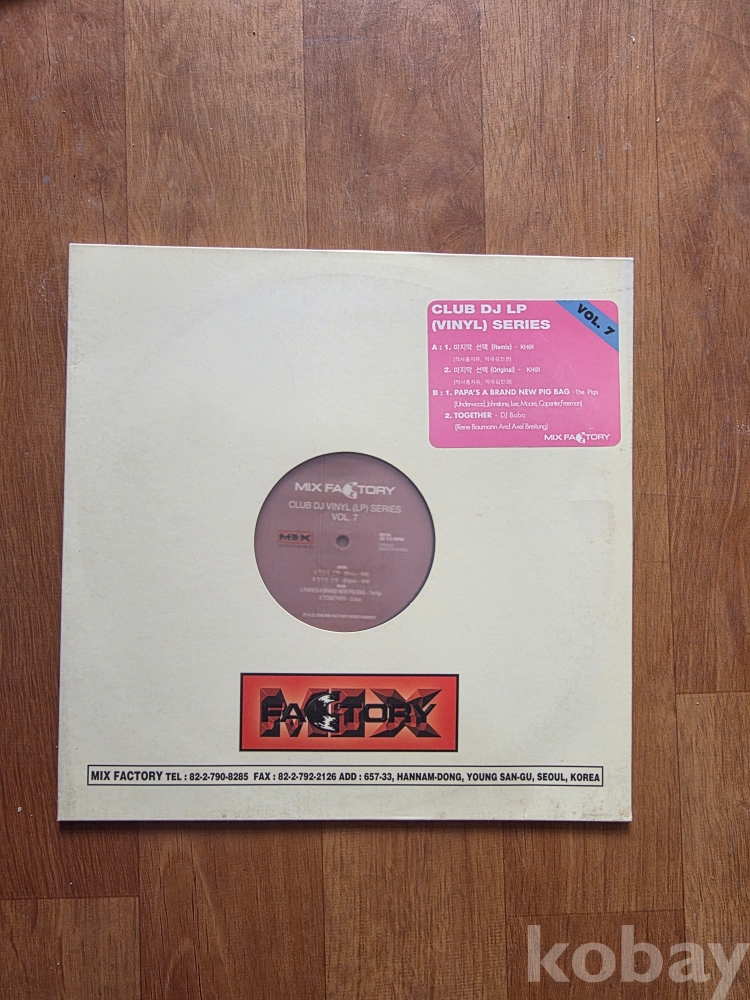 CLUB DJ LP
(VINYL) SERIES
VOL. 7
A : 1. 마지막 선택 (Remix) -
2. 마지막 선택 (Original) -
B : 1. PAPA'S A BRAND NEW PIG BAG -The Pigs
(Underwood,Johnstone, Lee, Moore, Carpenter,Freeman)
2. TOGETHER - DJ Bobo
(Rene Baumann And Axel Breitung)
MIX FACTORY
MIX FACTORY
CLUB DJ VINYL (LP) SERIES
VOL. 7
MIX
2 TOGETHER
MIX
FACTORY
MIX FACTORY TEL : 82-2-790-8285 FAX : 82-2-792-2126 ADD : 657-33, HANNAM-DONG, YOUNG SAN-GU, SEOUL, KOREA
kobay